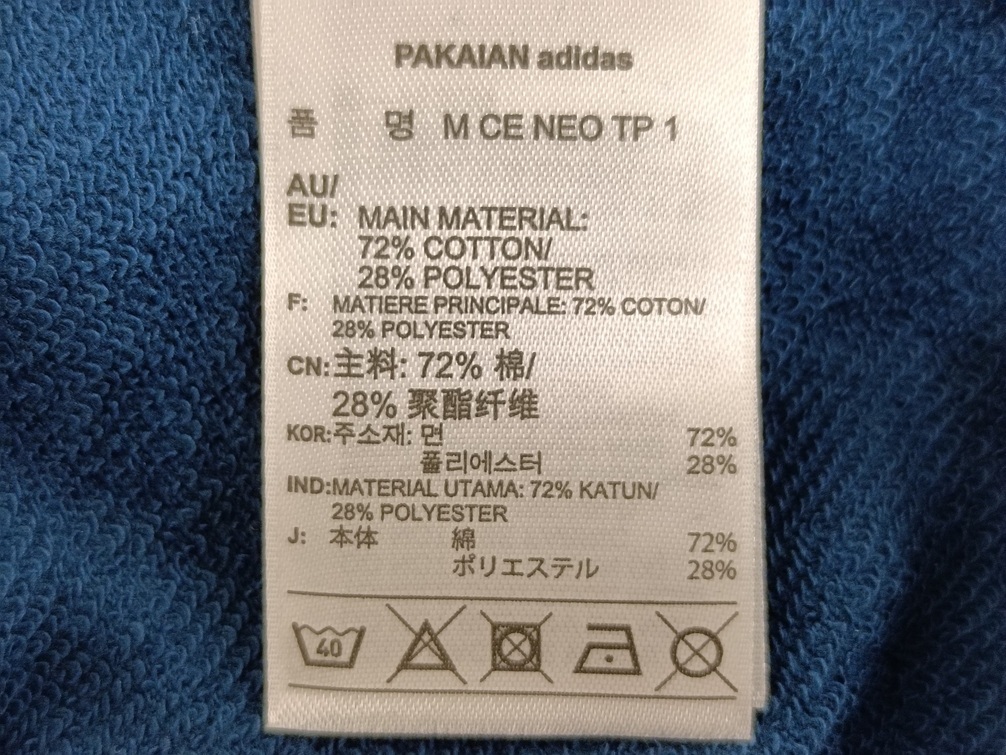 PAKAIAN adidas
품 명 M CE NEO TP 1
AU/
EU: MAIN MATERIAL:
72% COTTON/
28% POLYESTER
F: MATIERE PRINCIPALE: 72% COTON/
28% POLYESTER
CN:主料: 72% 棉/
28% 聚酯纤维
KOR:주소재: 면 72%
폴리에스터 28%
IND:MATERIAL UTAMA: 72% KATUN/
28% POLYESTER
J: 本体 綿 72%
ポリエステル 28%
40